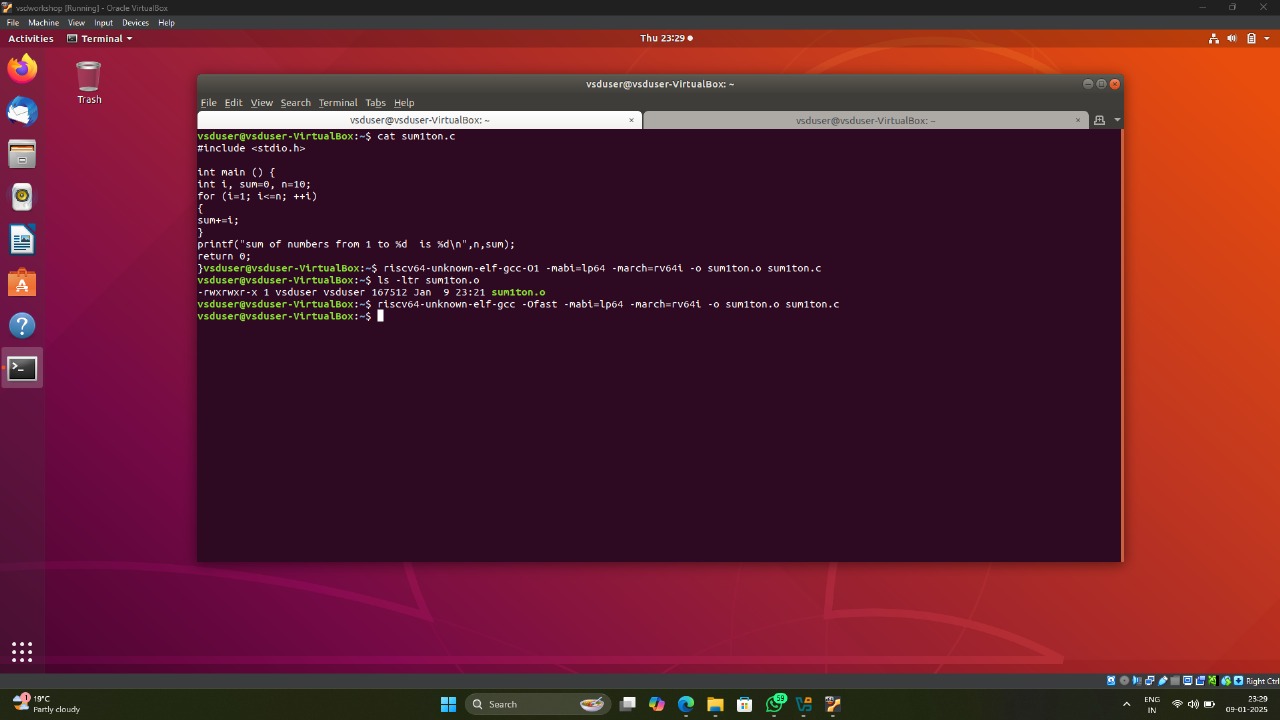 vsdworkshop [Running] - Oracle VirtualBox
File Machine View Input Devices Help
Activities Terminal Thu 23:29
Trash
vsduser@vsduser-VirtualBox: ~
File Edit View Search Terminal Tabs Help
vsduser@vsduser-VirtualBox: ~ × vsduser@vsduser-VirtualBox: ~ ×
vsduser@vsduser-VirtualBox:~$ cat sum1ton.c
#include <stdio.h>
int main () {
int i, sum=0, n=10;
for (i=1; i<=n; ++i)
{
sum+=i;
}
printf("sum of numbers from 1 to %d  is %d\n",n,sum);
return 0;
}vsduser@vsduser-VirtualBox:~$ riscv64-unknown-elf-gcc-O1 -mabi=lp64 -march=rv64i -o sum1ton.o sum1ton.c
vsduser@vsduser-VirtualBox:~$ ls -ltr sum1ton.o
-rwxrwxr-x 1 vsduser vsduser 167512 Jan  9 23:21 sum1ton.o
vsduser@vsduser-VirtualBox:~$ riscv64-unknown-elf-gcc -Ofast -mabi=lp64 -march=rv64i -o sum1ton.o sum1ton.c
vsduser@vsduser-VirtualBox:~$
Right Ctrl
1 19°C
Partly cloudy
Search
59
ENG
IN
23:29
09-01-2025